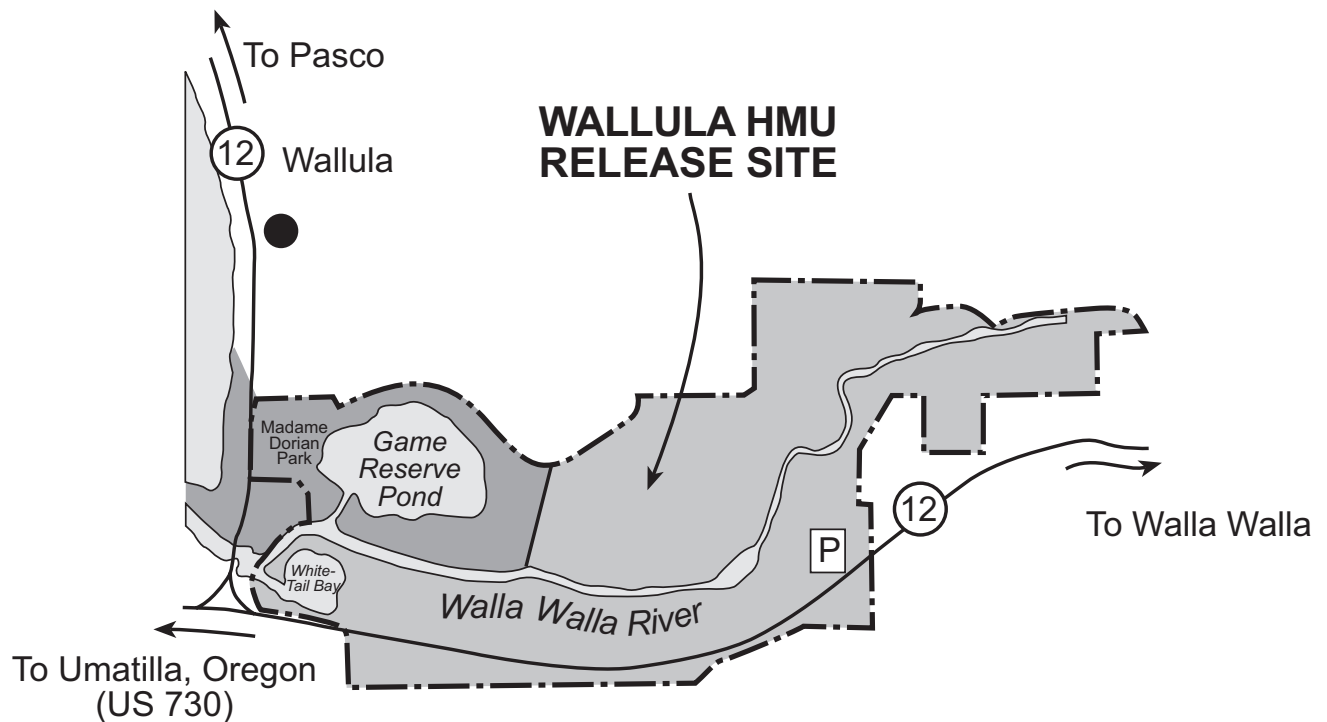 To Pasco
12
Wallula
WALLULA HMU
RELEASE SITE
Madame
Dorian
Park
Game
Reserve
Pond
12
To Walla Walla
P
White-
Tail Bay
Walla Walla River
To Umatilla, Oregon
(US 730)